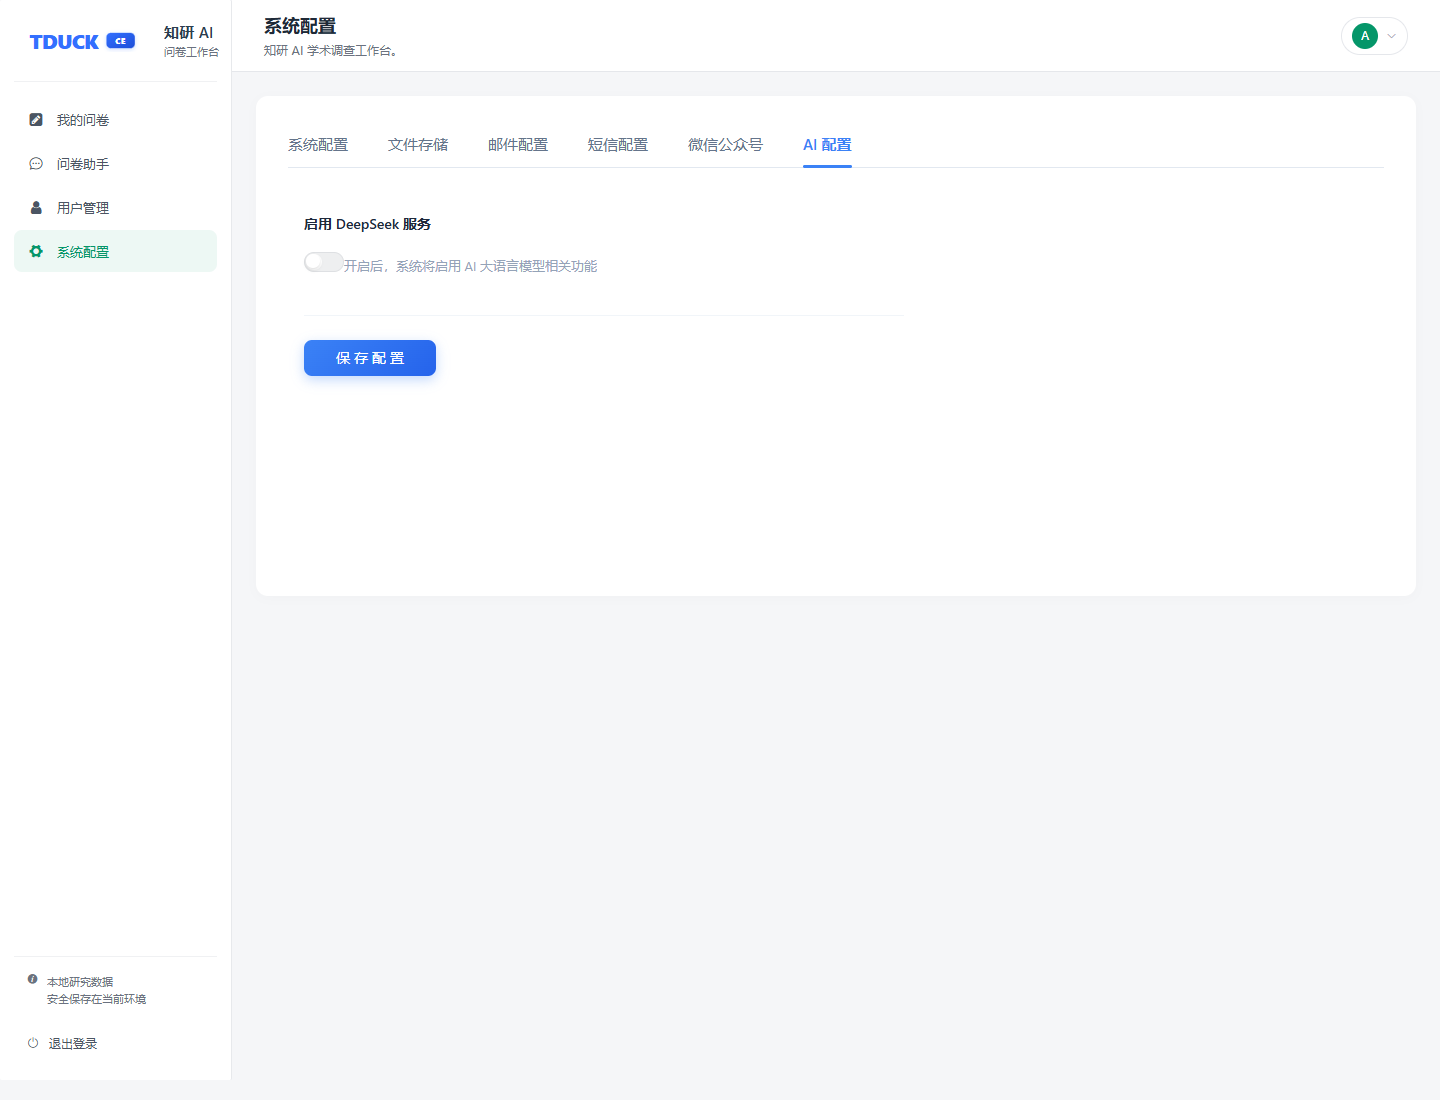 TDUCK CE
知研 AI
问卷工作台
我的问卷
问卷助手
用户管理
系统配置
本地研究数据
安全保存在当前环境
退出登录
系统配置
知研 AI 学术调查工作台。
A
系统配置 文件存储 邮件配置 短信配置 微信公众号 AI 配置
启用 DeepSeek 服务
开启后，系统将启用 AI 大语言模型相关功能
保存配置